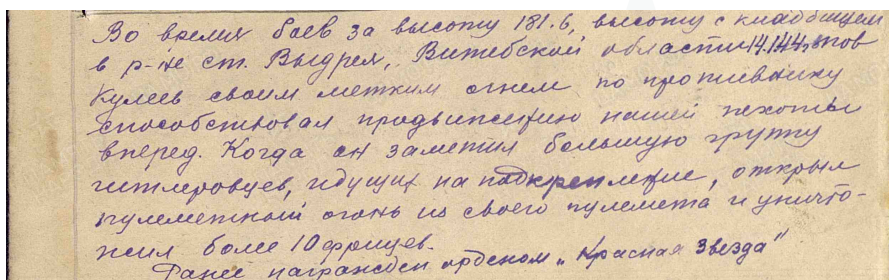 Во время боев за высоту 181.6, высоту с кладбищем
в р-не ст. Выдрея, Витебской области 14.1.44г. тов
Кулеев своим метким огнем по противнику
способствовал продвижению нашей пехоты
вперед. Когда он заметил большую группу
гитлеровцев, идущих на подкрепление, открыл
пулеметный огонь из своего пулемета и уничто-
жил более 10 фрицев.
Ранее награжден орденом „Красная Звезда"